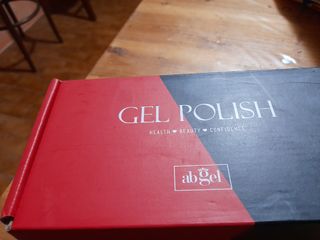 GEL POLISH
HEALTH ♥ BEAUTY ♥ CONFIDENCE
abgel